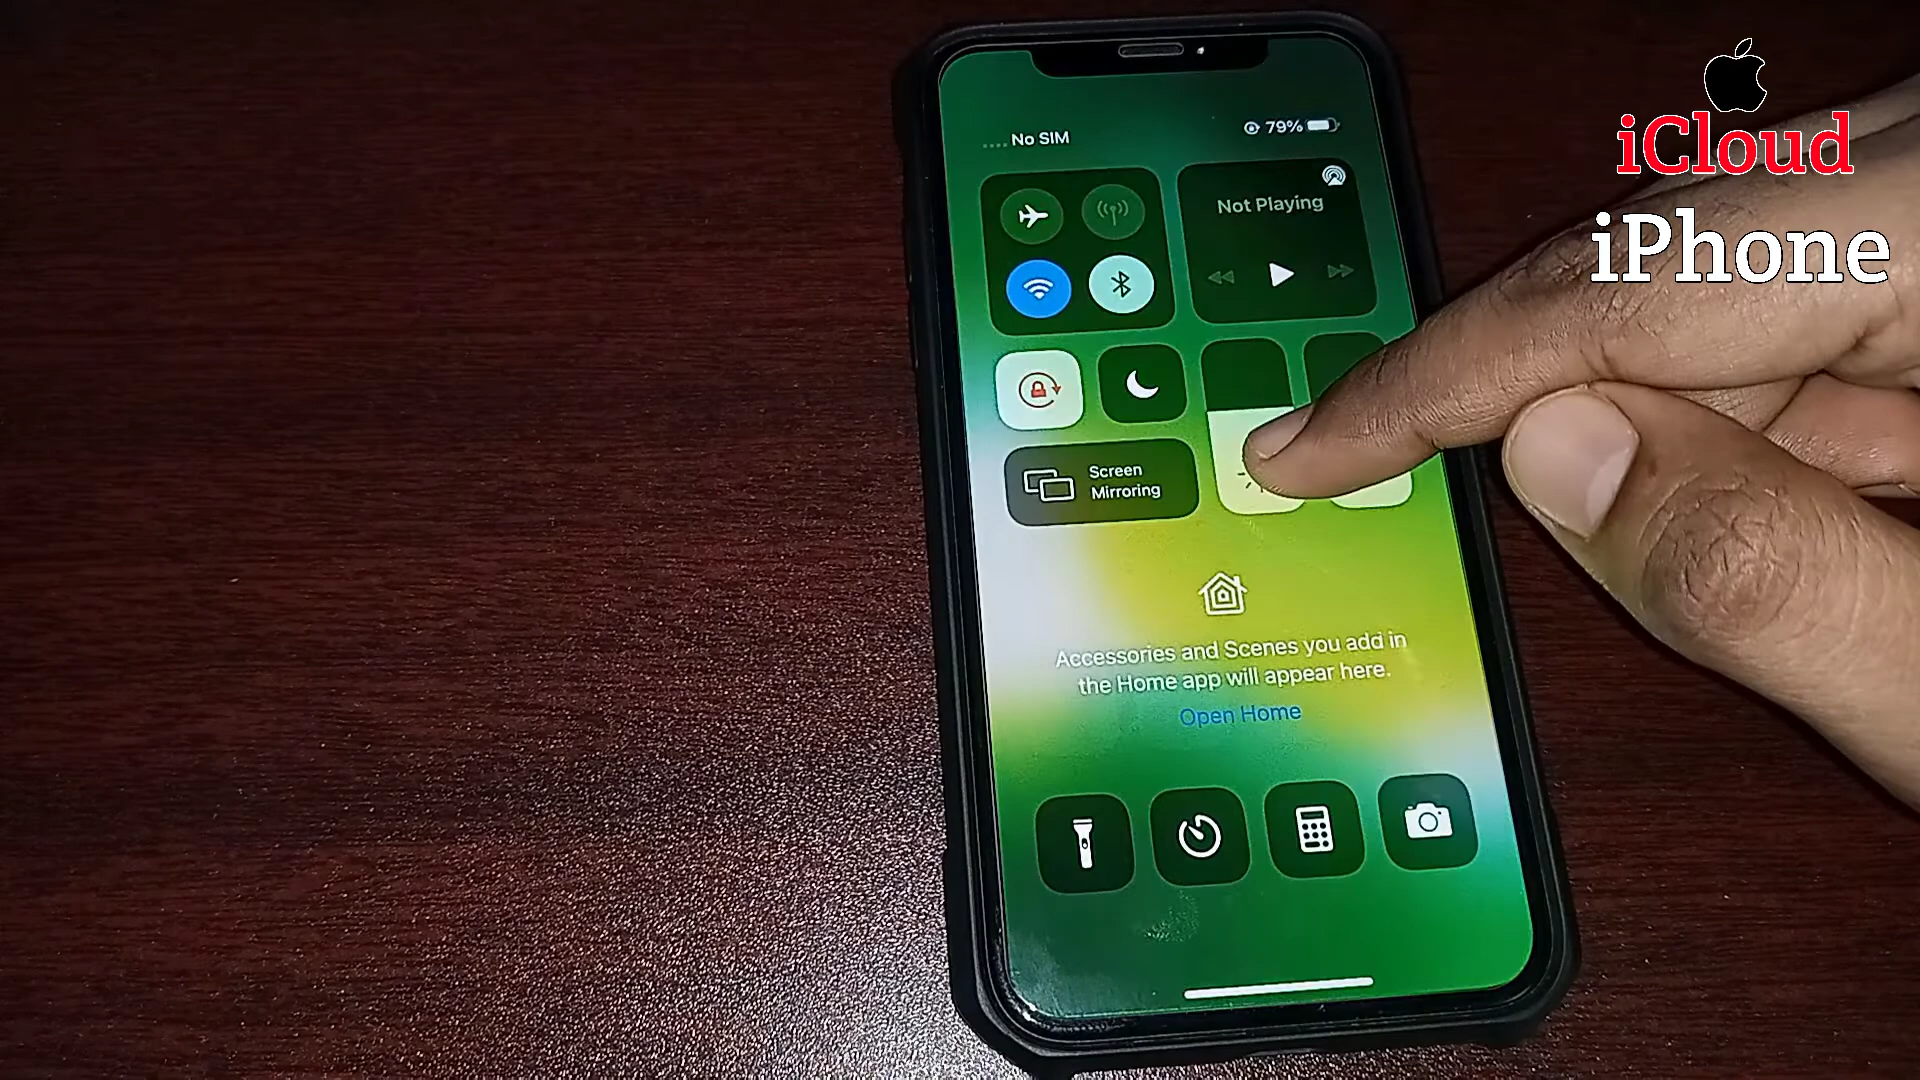 No SIM
79%
Not Playing
Screen
Mirroring
Accessories and Scenes you add in
the Home app will appear here.
Open Home
iCloud
iPhone